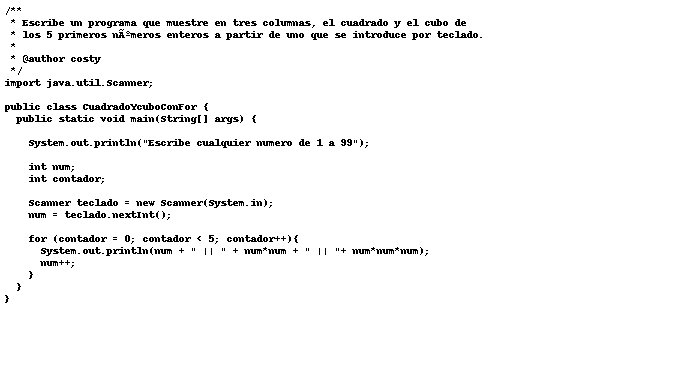 /**
 * Escribe un programa que muestre en tres columnas, el cuadrado y el cubo de
 * los 5 primeros nÃºmeros enteros a partir de uno que se introduce por teclado.
 *
 * @author costy
 */
import java.util.Scanner;

public class CuadradoYcuboConFor {
  public static void main(String[] args) {

    System.out.println("Escribe cualquier numero de 1 a 99");

    int num;
    int contador;

    Scanner teclado = new Scanner(System.in);
    num = teclado.nextInt();

    for (contador = 0; contador < 5; contador++){
      System.out.println(num + " || " + num*num + " || "+ num*num*num);
      num++;
    }
  }
}